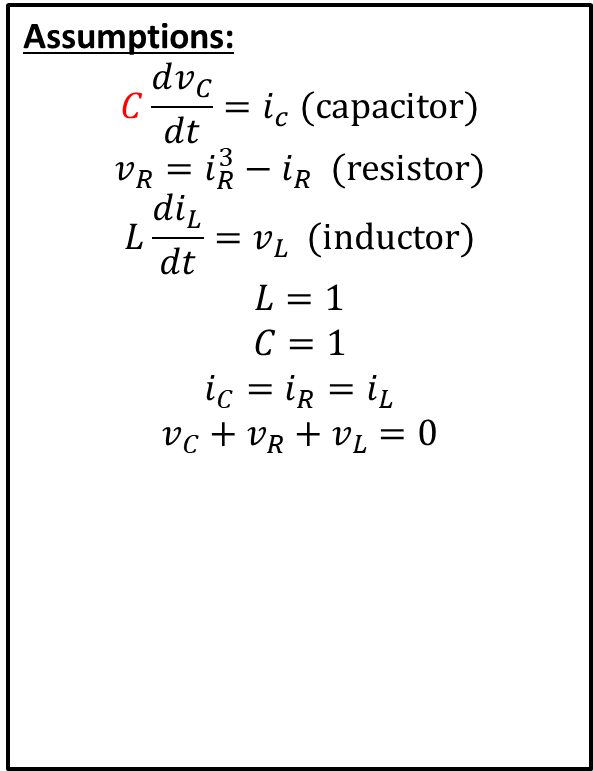 Assumptions:
C dv_C/dt = i_c (capacitor)
v_R = i_R^3 − i_R (resistor)
L di_L/dt = v_L (inductor)
L = 1
C = 1
i_C = i_R = i_L
v_C + v_R + v_L = 0